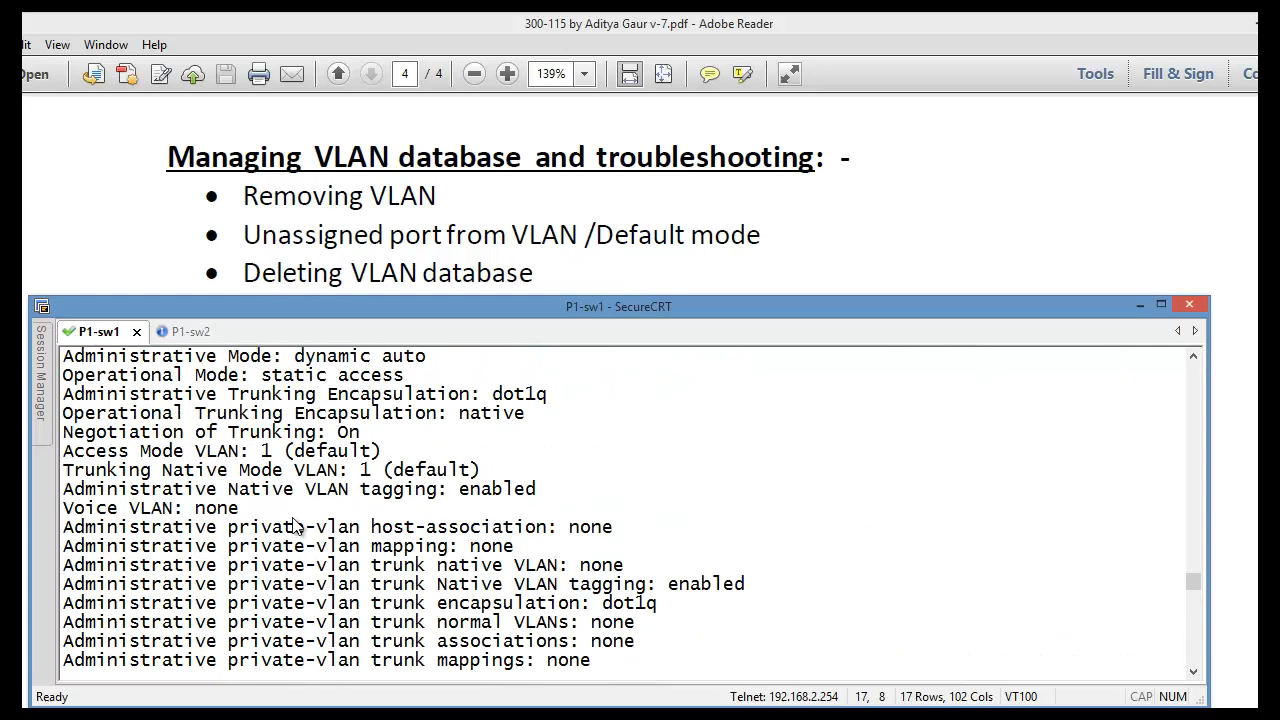 300-115 by Aditya Gaur v-7.pdf - Adobe Reader
it View Window Help
Open 4 / 4 139% Tools Fill & Sign Co
Managing VLAN database and troubleshooting: -
• Removing VLAN
• Unassigned port from VLAN /Default mode
• Deleting VLAN database
P1-sw1 - SecureCRT
P1-sw1 P1-sw2
Session Manager
Administrative Mode: dynamic auto
Operational Mode: static access
Administrative Trunking Encapsulation: dot1q
Operational Trunking Encapsulation: native
Negotiation of Trunking: On
Access Mode VLAN: 1 (default)
Trunking Native Mode VLAN: 1 (default)
Administrative Native VLAN tagging: enabled
Voice VLAN: none
Administrative private-vlan host-association: none
Administrative private-vlan mapping: none
Administrative private-vlan trunk native VLAN: none
Administrative private-vlan trunk Native VLAN tagging: enabled
Administrative private-vlan trunk encapsulation: dot1q
Administrative private-vlan trunk normal VLANs: none
Administrative private-vlan trunk associations: none
Administrative private-vlan trunk mappings: none
Ready Telnet: 192.168.2.254 17, 8 17 Rows, 102 Cols VT100 CAP NUM